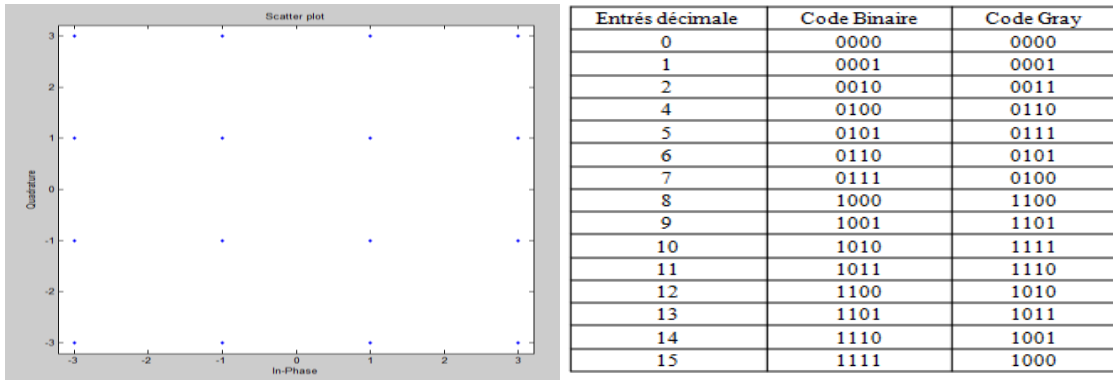 Scatter plot
3
2
1
0
-1
-2
-3
Quadrature
-3 -2 -1 0 1 2 3
In-Phase
Entrés décimale Code Binaire Code Gray
0 0000 0000
1 0001 0001
2 0010 0011
4 0100 0110
5 0101 0111
6 0110 0101
7 0111 0100
8 1000 1100
9 1001 1101
10 1010 1111
11 1011 1110
12 1100 1010
13 1101 1011
14 1110 1001
15 1111 1000